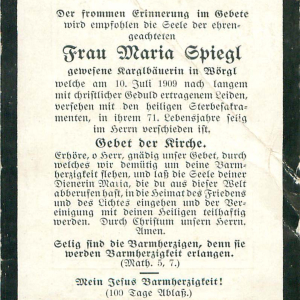 Der frommen Erinnerung im Gebete
wird empfohlen die Seele der ehren-
geachteten
Frau Maria Spiegl
gewesene Karglbäuerin in Wörgl
welche am 10. Juli 1909 nach langem
mit christlicher Geduld ertragenem Leiden,
versehen mit den heiligen Sterbesakra-
menten, in ihrem 71. Lebensjahre selig
im Herrn verschieden ist.
Gebet der Kirche.
Erhöre, o Herr, gnädig unser Gebet, durch
welches wir demütig um deine Barm-
herzigkeit flehen, und laß die Seele deiner
Dienerin Maria, die du aus dieser Welt
abberufen hast, in die Heimat des Friedens
und des Lichtes eingehen und der Verei-
nigung mit deinen Heiligen teilhaftig
werden. Durch Christum unsern Herrn.
Amen.
Selig sind die Barmherzigen, denn sie
werden Barmherzigkeit erlangen.
(Math. 5, 7.)
Mein Jesus Barmherzigkeit!
(100 Tage Ablaß.)